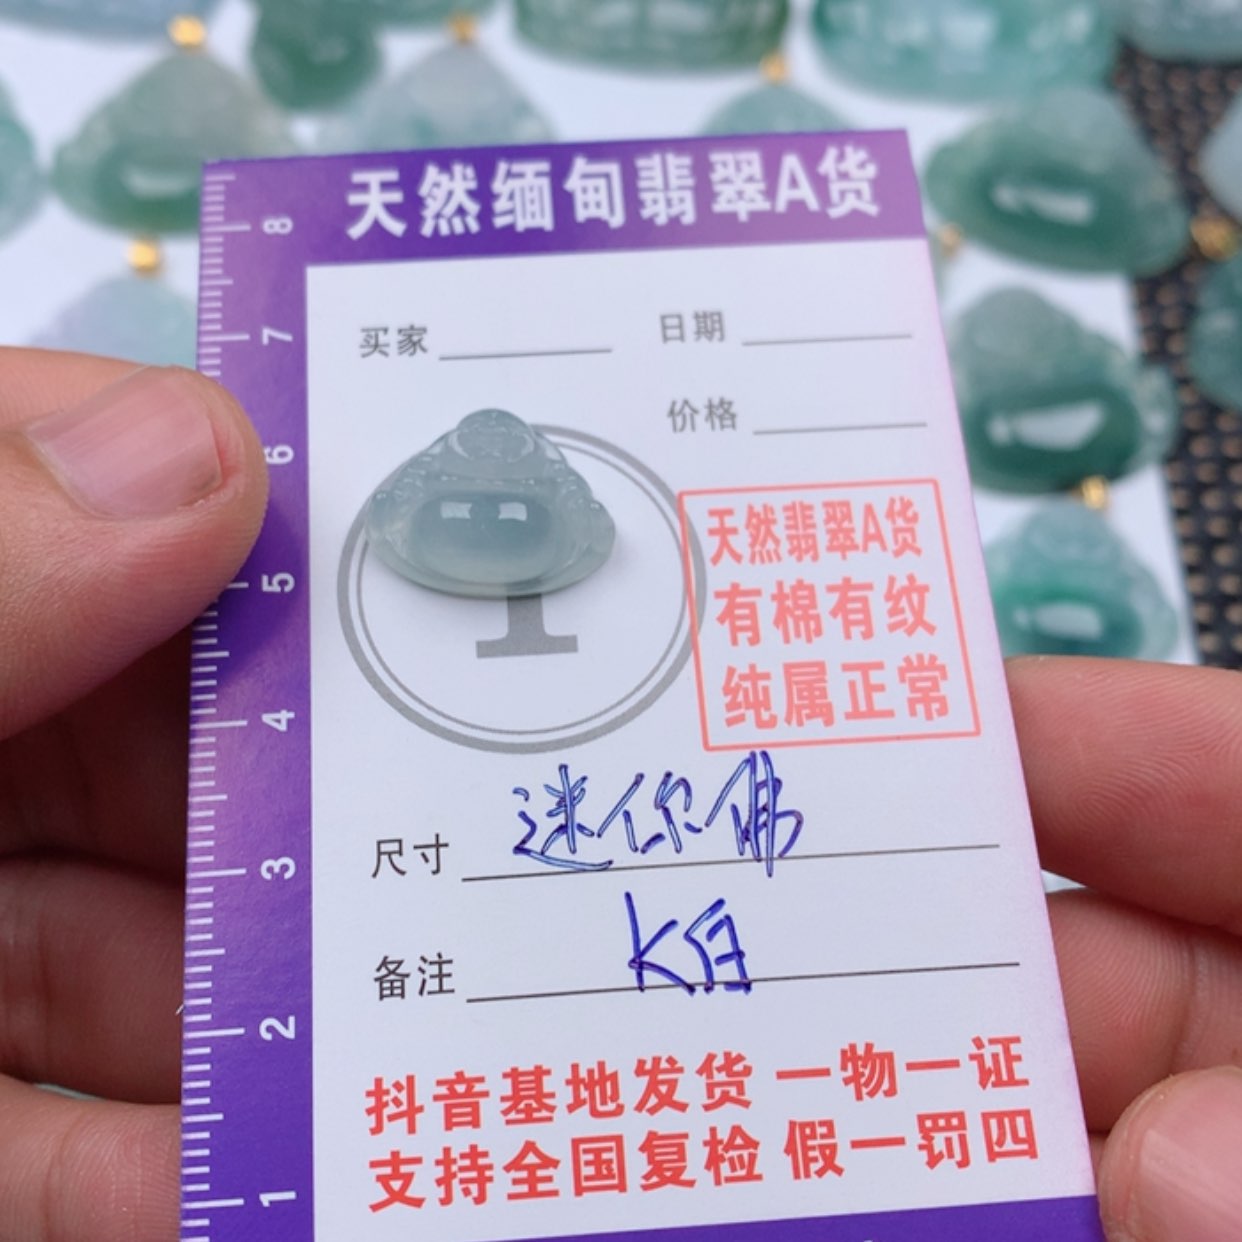 天然缅甸翡翠A货
买家
日期
价格
1
天然翡翠A货
有棉有纹
纯属正常
尺寸 迷你佛
备注 K白
抖音基地发货 一物一证
支持全国复检 假一罚四
8
7
6
5
4
3
2
1